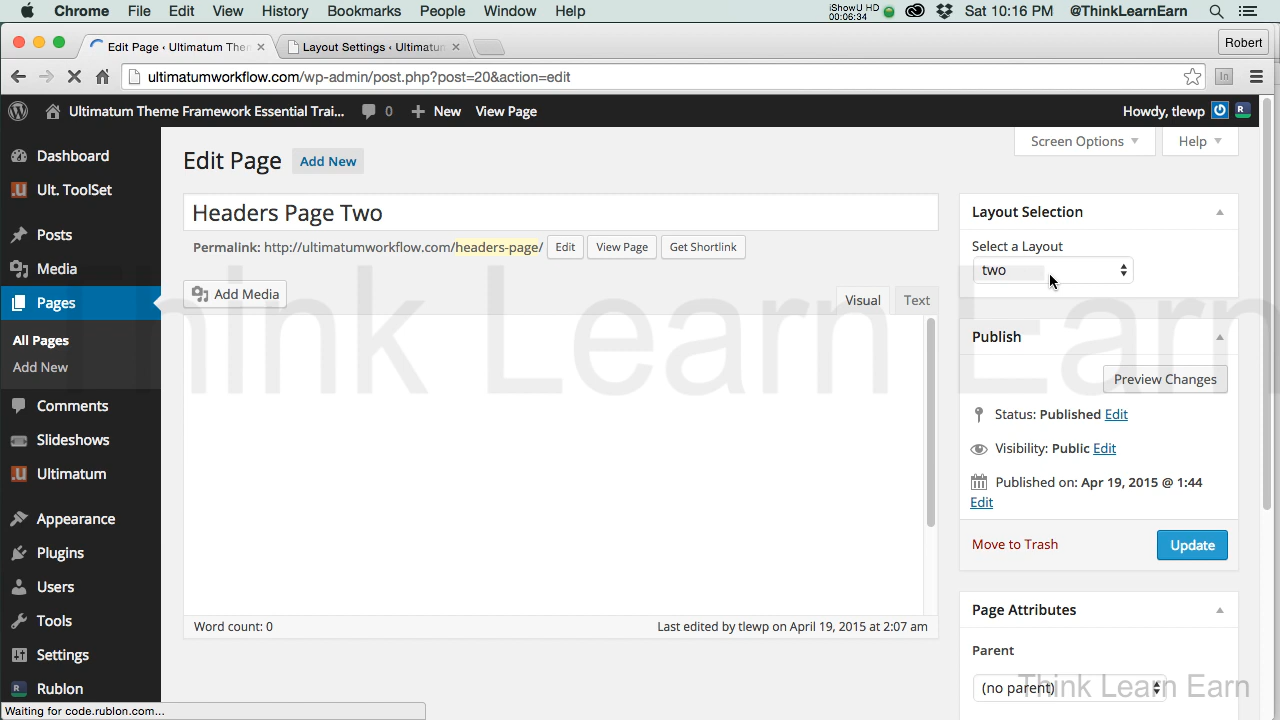 Chrome File Edit View History Bookmarks People Window Help iShowU HD 00:06:34 Sat 10:16 PM @ThinkLearnEarn
Edit Page ‹ Ultimatum Ther Layout Settings ‹ Ultimatun Robert
ultimatumworkflow.com/wp-admin/post.php?post=20&action=edit In
Ultimatum Theme Framework Essential Trai... 0 New View Page Howdy, tlewp R
Screen Options Help
Dashboard
Ult. ToolSet
Posts
Media
Pages
All Pages
Add New
Comments
Slideshows
Ultimatum
Appearance
Plugins
Users
Tools
Settings
Rublon
Edit Page Add New
Headers Page Two
Permalink: http://ultimatumworkflow.com/headers-page/ Edit View Page Get Shortlink
Add Media
Visual Text
Word count: 0 Last edited by tlewp on April 19, 2015 at 2:07 am
Layout Selection
Select a Layout
two
Publish
Preview Changes
Status: Published Edit
Visibility: Public Edit
Published on: Apr 19, 2015 @ 1:44
Edit
Move to Trash Update
Page Attributes
Parent
(no parent)
Think Learn Earn
Think Learn Earn
Waiting for code.rublon.com...